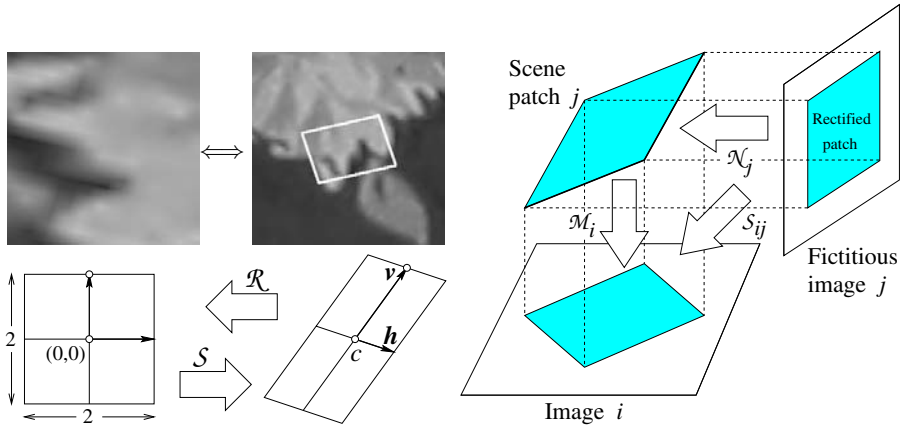 Scene
patch j
Rectified
patch
𝒩j
ℳi
𝒮ij
Fictitious
image j
Image i
ℛ
𝒮
2
(0,0)
2
v
h
c